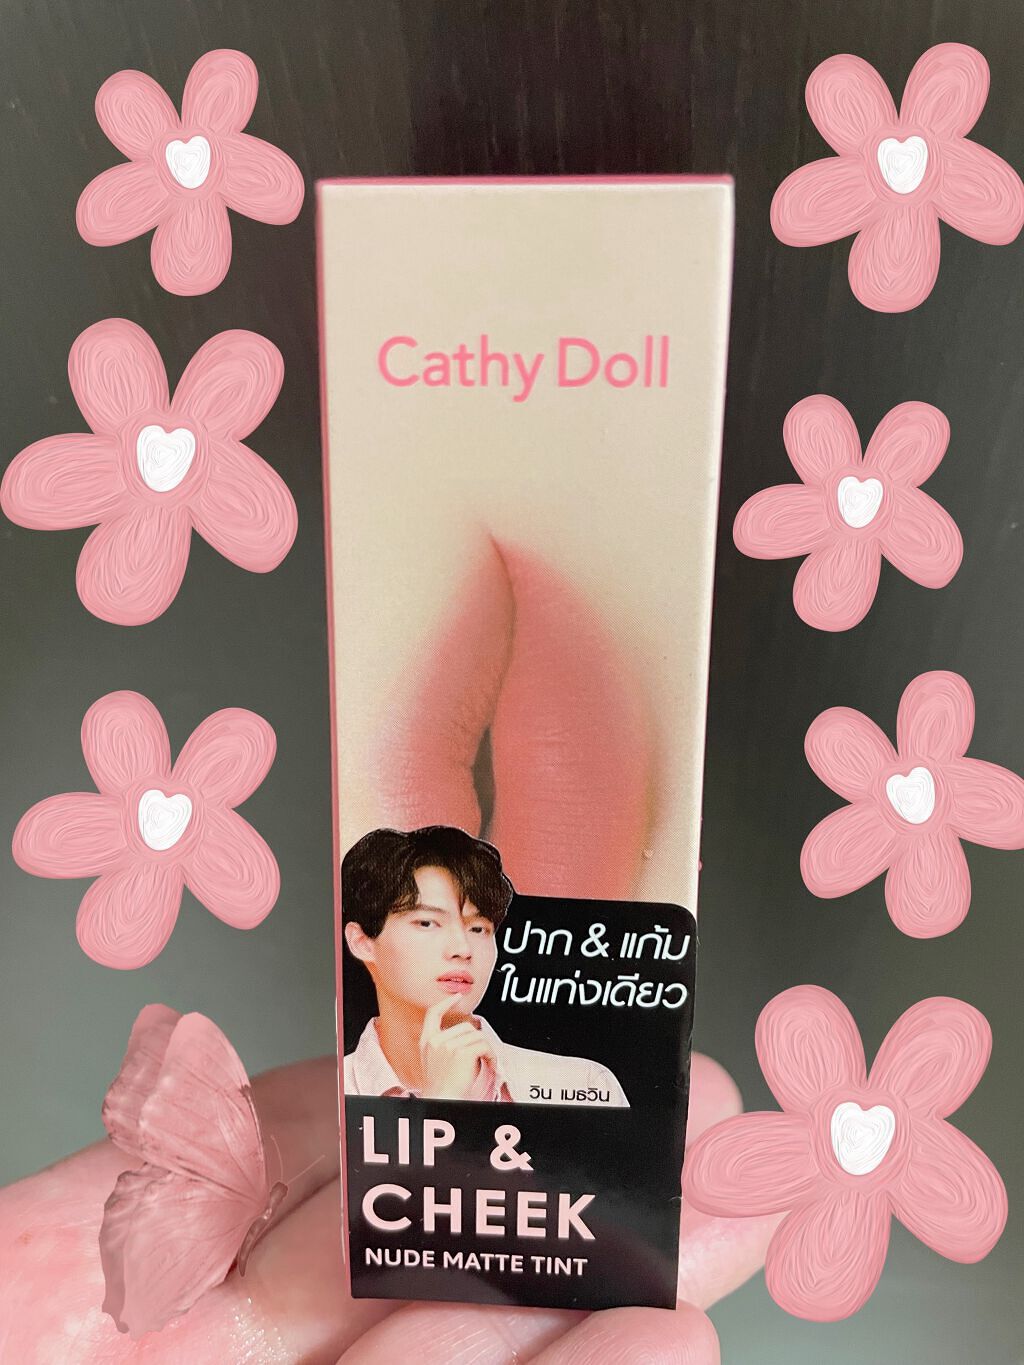 Cathy Doll
ปาก & แก้ม
ในแท่งเดียว
วิน เมธวิน
LIP &
CHEEK
NUDE MATTE TINT